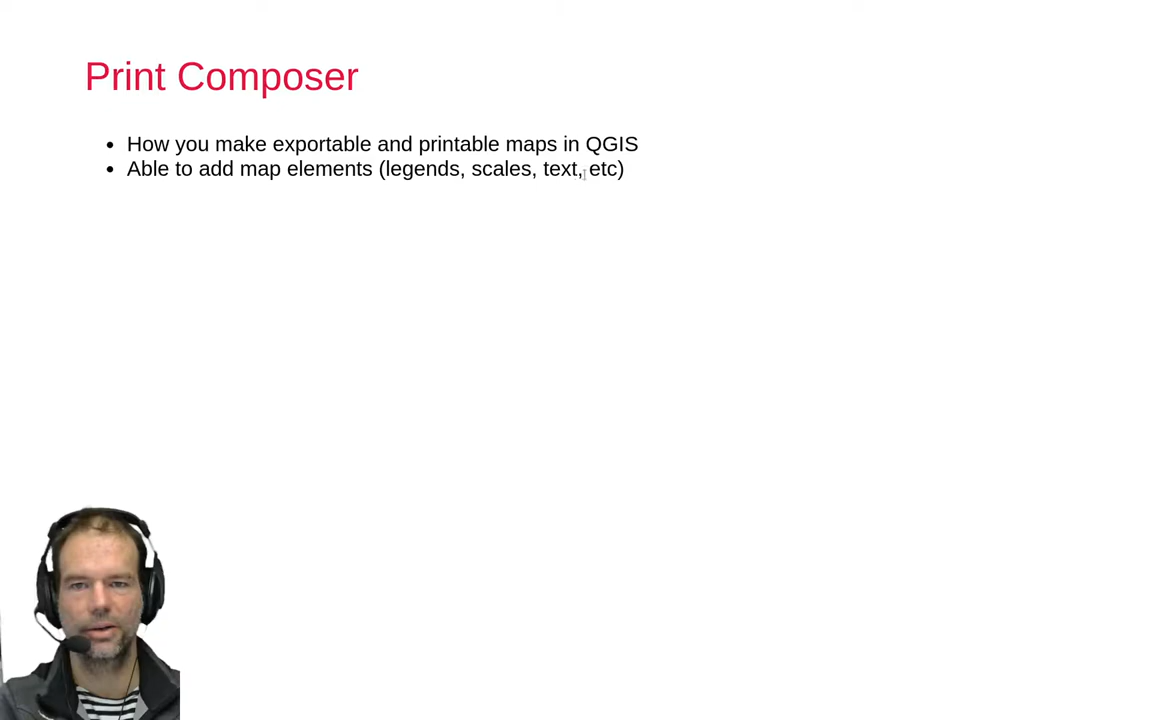 Print Composer
• How you make exportable and printable maps in QGIS
• Able to add map elements (legends, scales, text, etc)